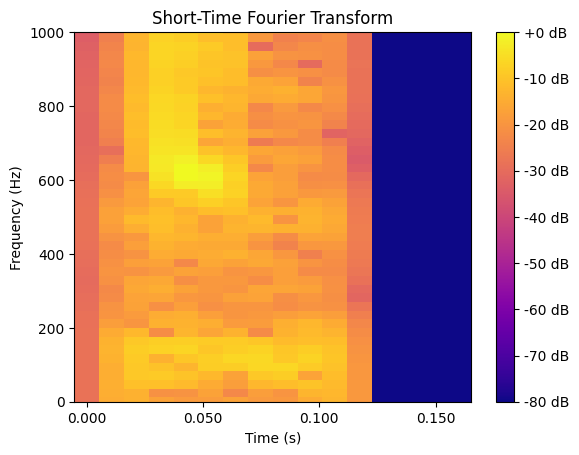 Short-Time Fourier Transform
1000
800
600
400
200
0
Frequency (Hz)
0.000
0.050
0.100
0.150
Time (s)
+0 dB
-10 dB
-20 dB
-30 dB
-40 dB
-50 dB
-60 dB
-70 dB
-80 dB